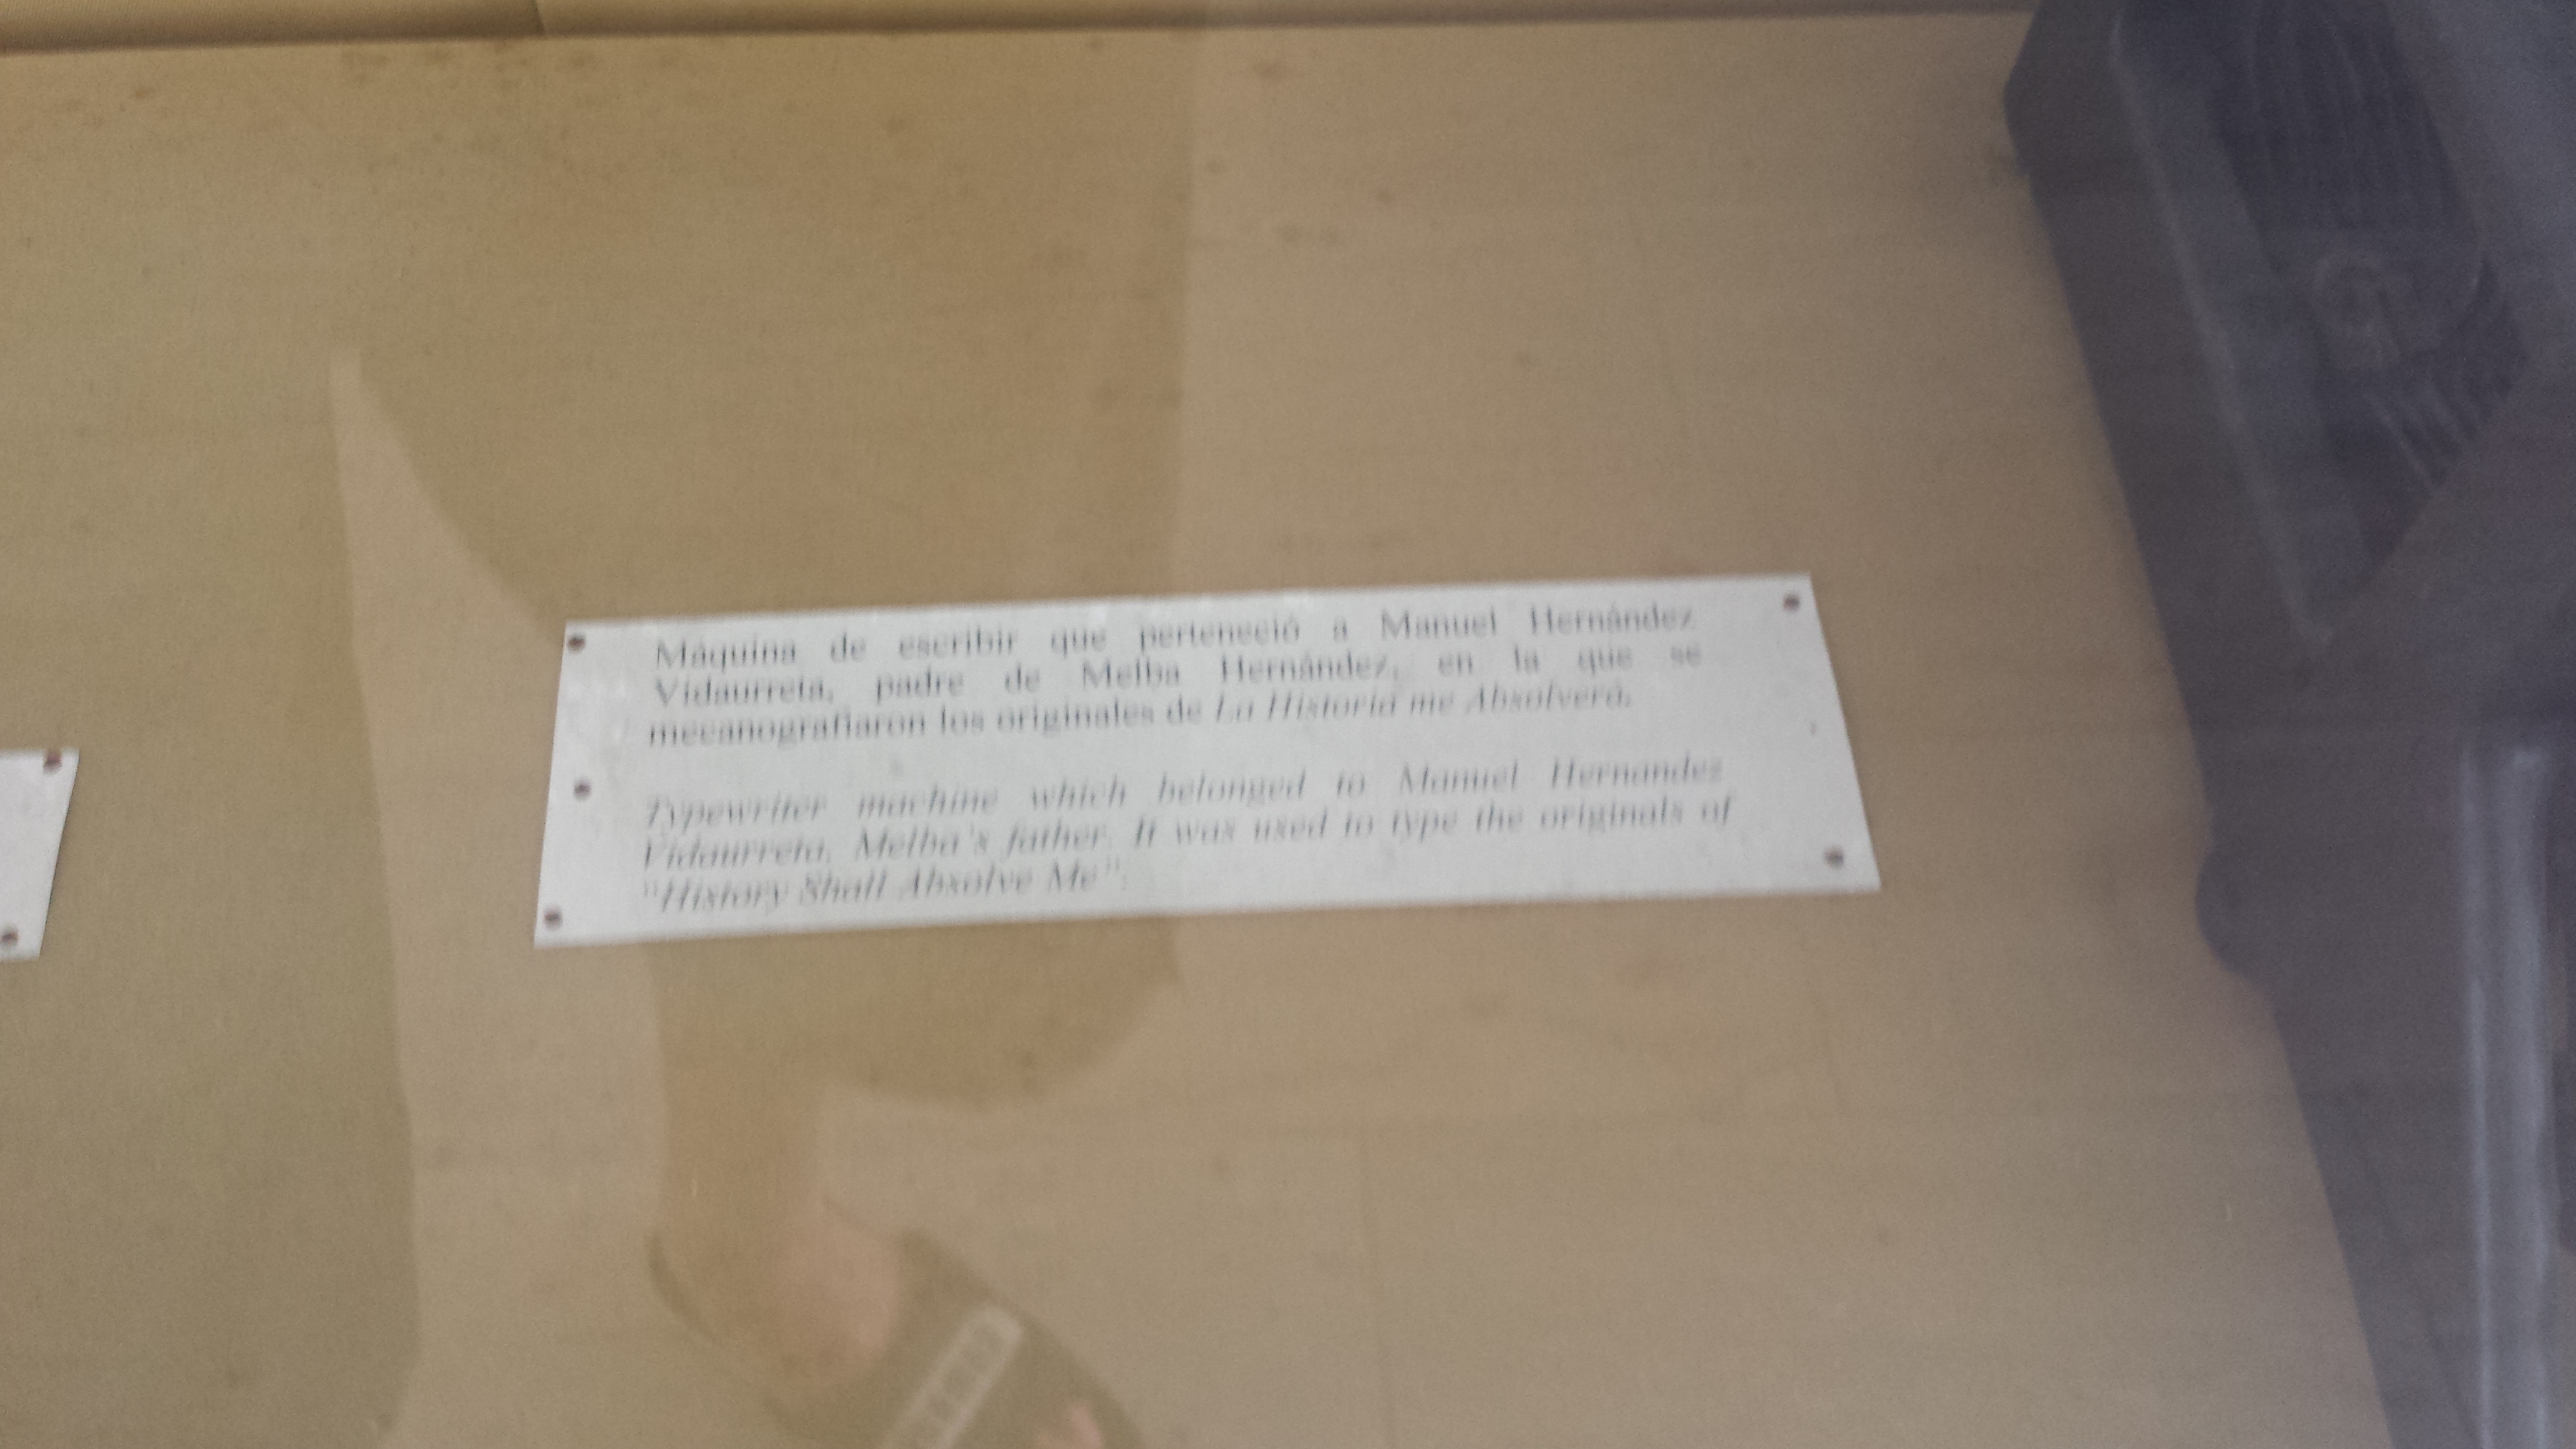 Máquina de escribir que perteneció a Manuel Hernández
Vidaurreta, padre de Melba Hernández, en la que se
mecanografiaron los originales de La Historia me Absolverá.
Typewriter machine which belonged to Manuel Hernandez
Vidaurreta, Melba's father. It was used to type the originals of
"History Shall Absolve Me".